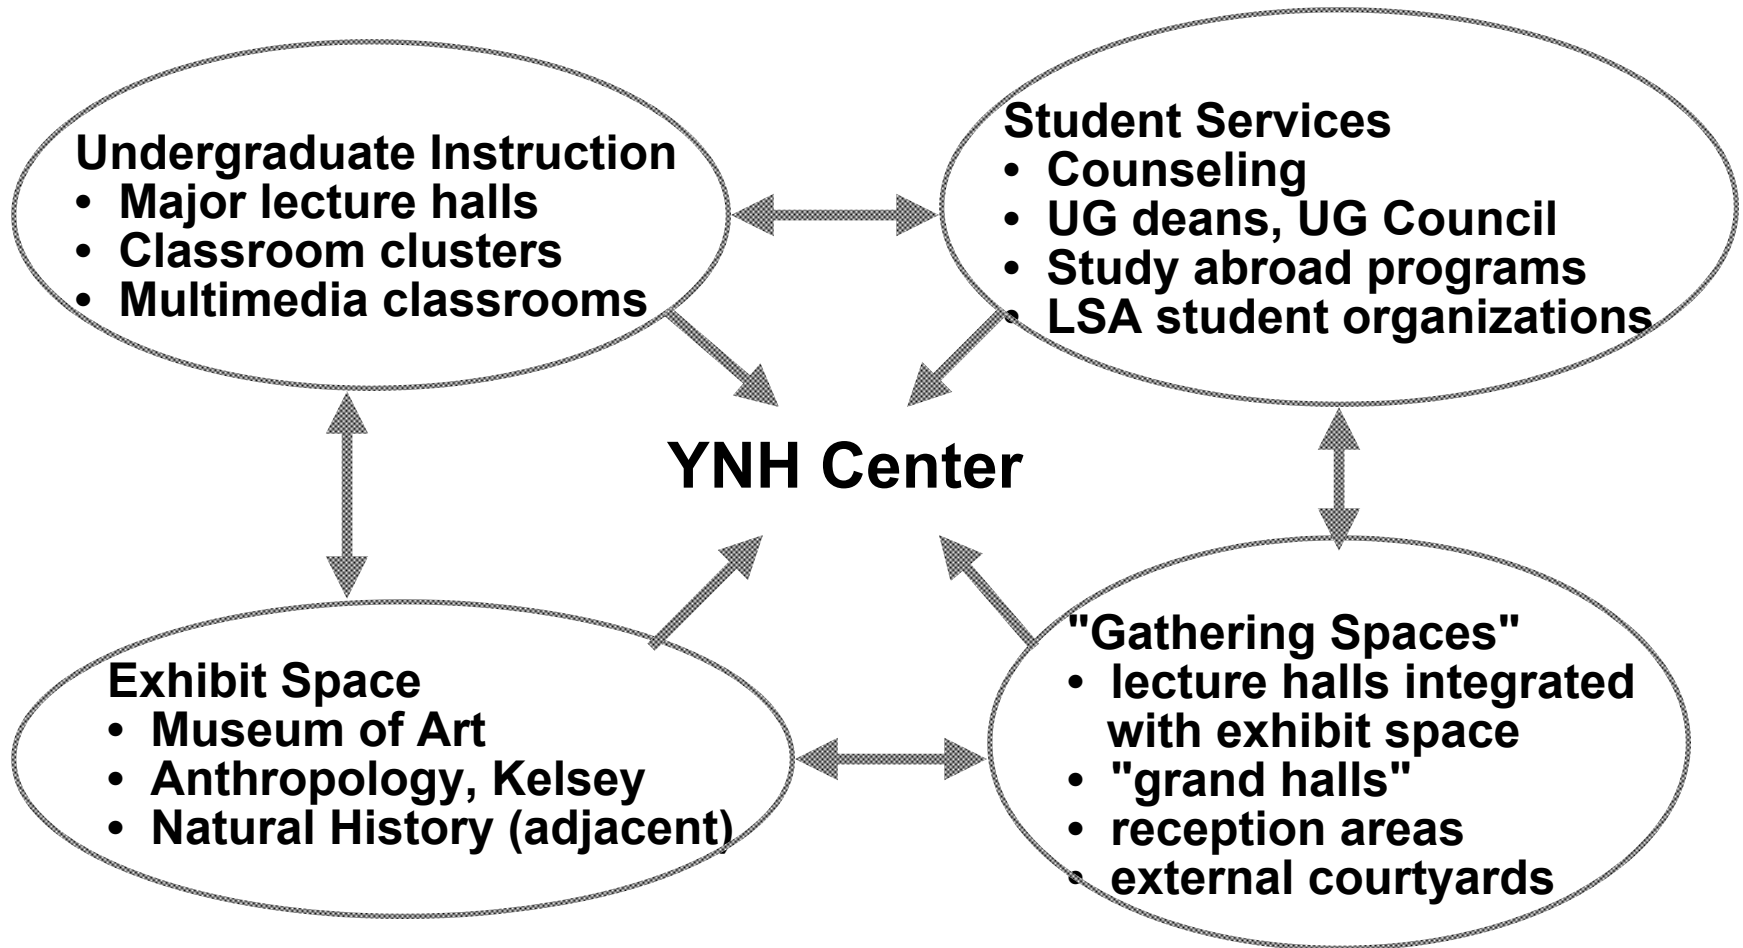 Undergraduate Instruction
• Major lecture halls
• Classroom clusters
• Multimedia classrooms
Student Services
• Counseling
• UG deans, UG Council
• Study abroad programs
• LSA student organizations
YNH Center
Exhibit Space
• Museum of Art
• Anthropology, Kelsey
• Natural History (adjacent)
"Gathering Spaces"
• lecture halls integrated
with exhibit space
• "grand halls"
• reception areas
• external courtyards